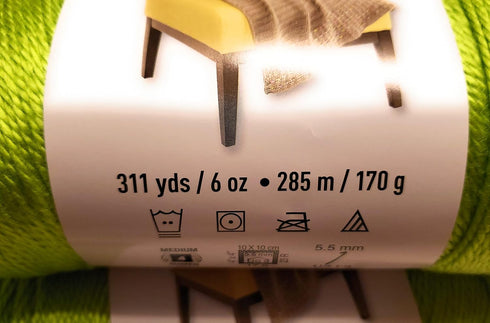 311 yds / 6 oz • 285 m / 170 g
MEDIUM 10 X 10 cm 5.5 mm